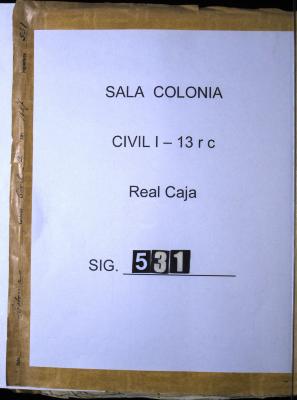 SALA COLONIA
CIVIL I – 13 r c
Real Caja
SIG. 531